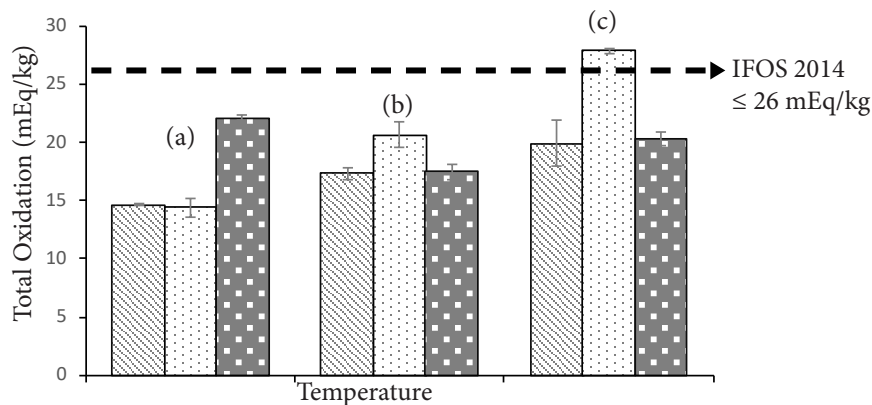 Total Oxidation (mEq/kg)
30
25
20
15
10
5
0
(a)
(b)
(c)
IFOS 2014
≤ 26 mEq/kg
Temperature